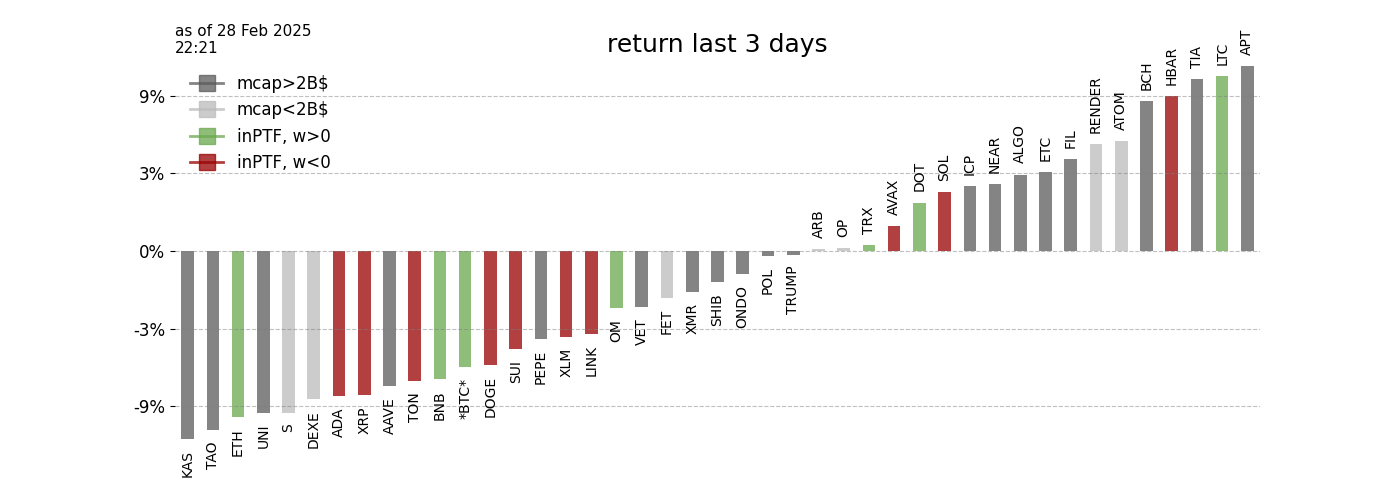 as of 28 Feb 2025
22:21
return last 3 days
mcap>2B$
mcap<2B$
inPTF, w>0
inPTF, w<0
9%
3%
0%
-3%
-9%
KAS
TAO
ETH
UNI
S
DEXE
ADA
XRP
AAVE
TON
BNB
*BTC*
DOGE
SUI
PEPE
XLM
LINK
OM
VET
FET
XMR
SHIB
ONDO
POL
TRUMP
ARB
OP
TRX
AVAX
DOT
SOL
ICP
NEAR
ALGO
ETC
FIL
RENDER
ATOM
BCH
HBAR
TIA
LTC
APT